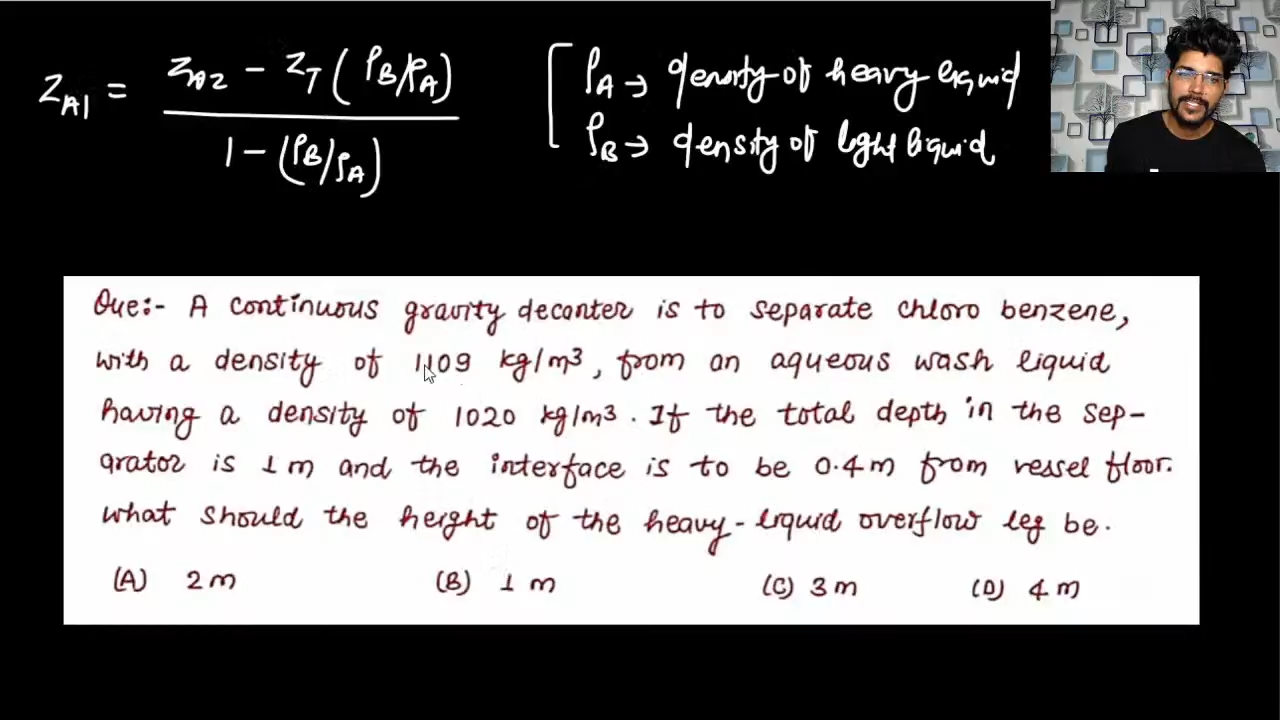 Z_A1 = (Z_A2 - Z_T (ρ_B/ρ_A)) / (1 - (ρ_B/ρ_A))
ρ_A → density of heavy liquid
ρ_B → density of light liquid
Que:- A continuous gravity decanter is to separate chloro benzene,
with a density of 1109 kg/m³, from an aqueous wash liquid
having a density of 1020 kg/m³. If the total depth in the sep-
arator is 1 m and the interface is to be 0.4 m from vessel floor.
what should the height of the heavy-liquid overflow leg be.
(A) 2 m (B) 1 m (C) 3 m (D) 4 m